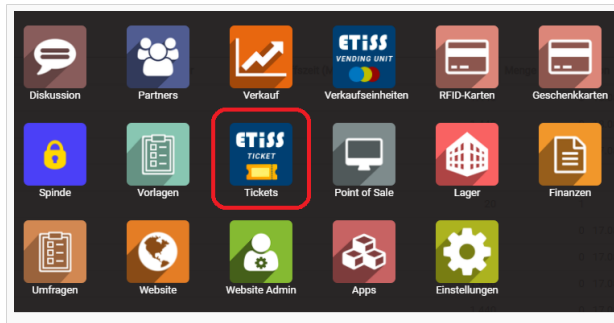 ETiSS
VENDING UNIT
Diskussion
Partners
Verkauf
Verkaufseinheiten
RFID-Karten
Geschenkkarten
ETiSS
TICKET
Spinde
Vorlagen
Tickets
Point of Sale
Lager
Finanzen
Umfragen
Website
Website Admin
Apps
Einstellungen